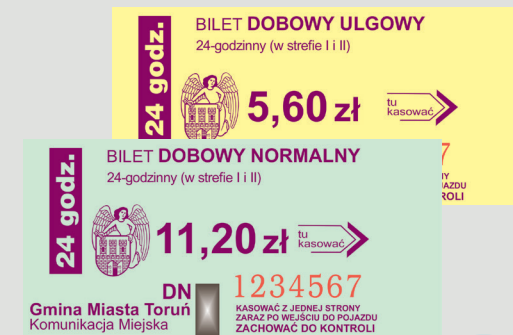 24 godz.
BILET DOBOWY ULGOWY
24-godzinny (w strefie I i II)
5,60 zł
tu
kasować
7
NY
JAZDU
ROLI
24 godz.
BILET DOBOWY NORMALNY
24-godzinny (w strefie I i II)
11,20 zł
tu
kasować
DN
1234567
Gmina Miasta Toruń
Komunikacja Miejska
KASOWAĆ Z JEDNEJ STRONY
ZARAZ PO WEJŚCIU DO POJAZDU
ZACHOWAĆ DO KONTROLI